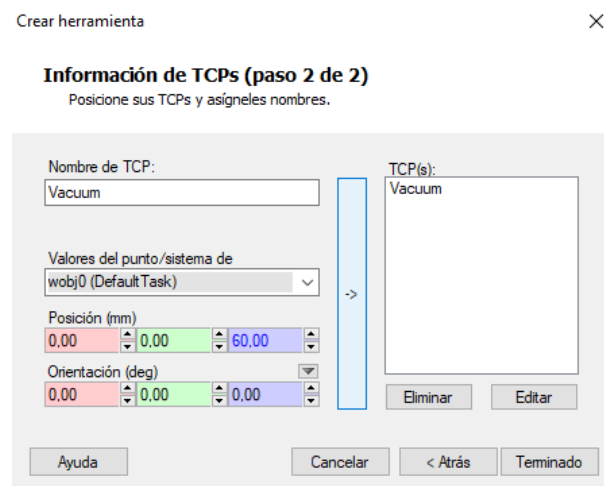 Crear herramienta
Información de TCPs (paso 2 de 2)
Posicione sus TCPs y asígneles nombres.
Nombre de TCP:
Vacuum
Valores del punto/sistema de
wobj0 (DefaultTask)
Posición (mm)
0,00 0,00 60,00
Orientación (deg)
0,00 0,00 0,00
->
TCP(s):
Vacuum
Eliminar Editar
Ayuda Cancelar < Atrás Terminado